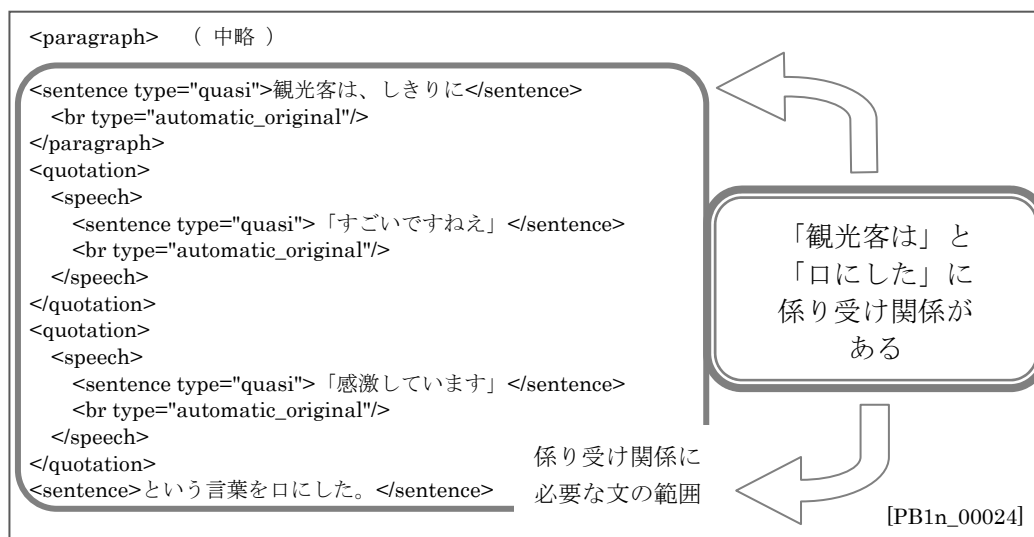 <paragraph> （ 中略 ）
<sentence type="quasi">観光客は、しきりに</sentence>
<br type="automatic_original"/>
</paragraph>
<quotation>
<speech>
<sentence type="quasi">「すごいですねえ」</sentence>
<br type="automatic_original"/>
</speech>
</quotation>
<quotation>
<speech>
<sentence type="quasi">「感激しています」</sentence>
<br type="automatic_original"/>
</speech>
</quotation>
<sentence>という言葉を口にした。</sentence>
「観光客は」と
「口にした」に
係り受け関係が
ある
係り受け関係に
必要な文の範囲
[PB1n_00024]